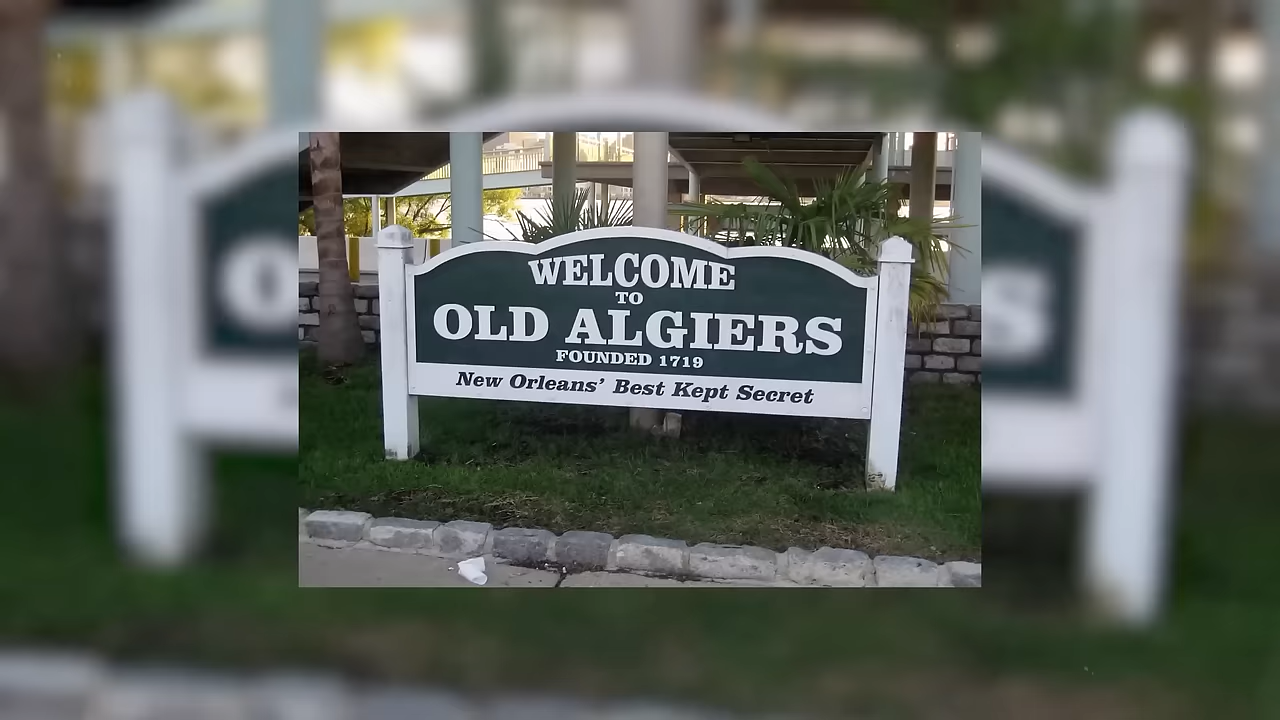 WELCOME
TO
OLD ALGIERS
FOUNDED 1719
New Orleans' Best Kept Secret